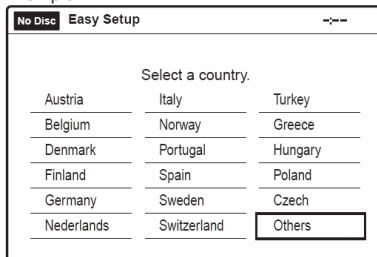 No Disc Easy Setup -:--
Select a country.
Austria Italy Turkey
Belgium Norway Greece
Denmark Portugal Hungary
Finland Spain Poland
Germany Sweden Czech
Nederlands Switzerland Others